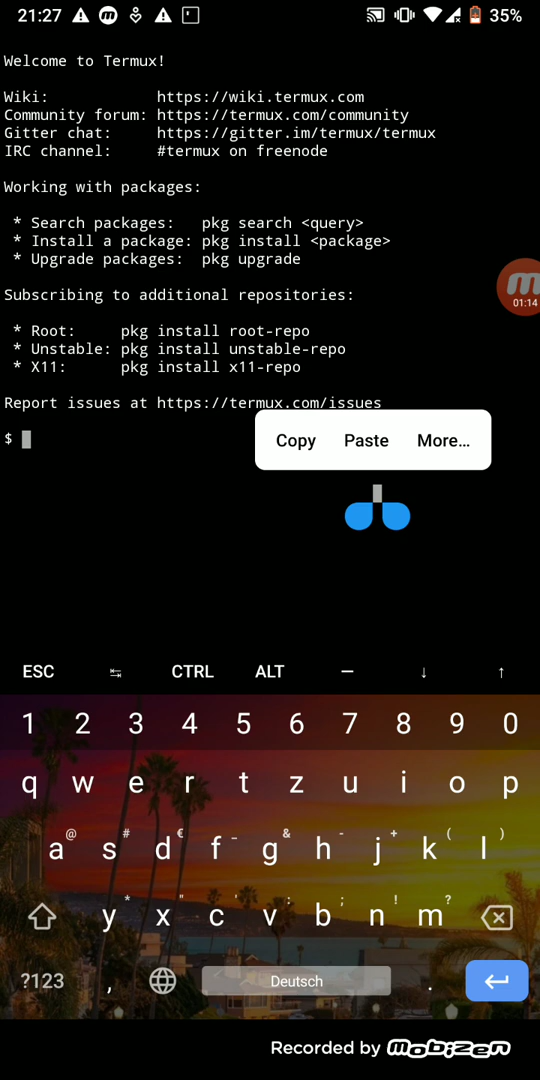 21:27
35%
Welcome to Termux!
Wiki: https://wiki.termux.com
Community forum: https://termux.com/community
Gitter chat: https://gitter.im/termux/termux
IRC channel: #termux on freenode
Working with packages:
* Search packages: pkg search <query>
* Install a package: pkg install <package>
* Upgrade packages: pkg upgrade
Subscribing to additional repositories:
* Root: pkg install root-repo
* Unstable: pkg install unstable-repo
* X11: pkg install x11-repo
Report issues at https://termux.com/issues
$
01:14
Copy Paste More...
ESC CTRL ALT — ↓ ↑
1 2 3 4 5 6 7 8 9 0
q w e r t z u i o p
@ # € _ & - + ( )
a s d f g h j k l
* " ' : ; ! ?
y x c v b n m
?123 , Deutsch .
Recorded by mobizen